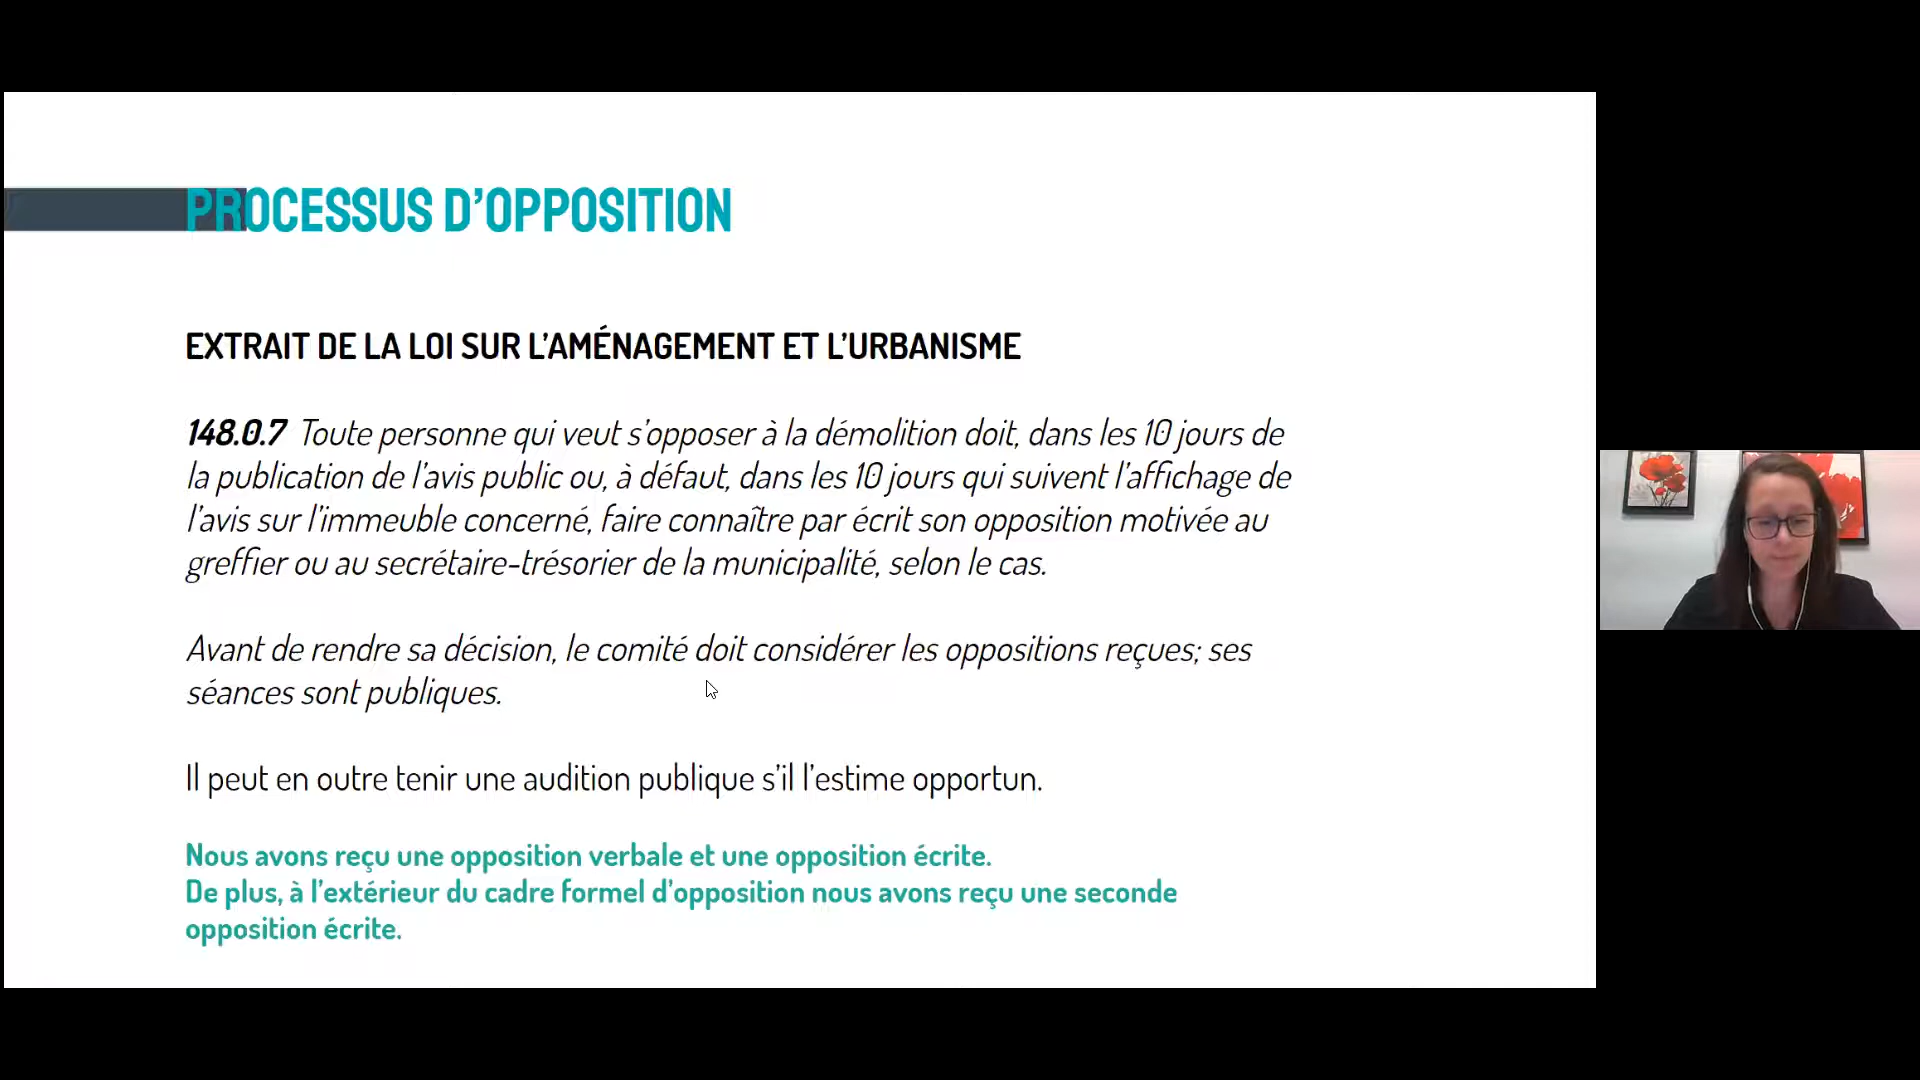 PROCESSUS D’OPPOSITION
EXTRAIT DE LA LOI SUR L’AMÉNAGEMENT ET L’URBANISME
148.0.7 Toute personne qui veut s’opposer à la démolition doit, dans les 10 jours de
la publication de l’avis public ou, à défaut, dans les 10 jours qui suivent l’affichage de
l’avis sur l’immeuble concerné, faire connaître par écrit son opposition motivée au
greffier ou au secrétaire-trésorier de la municipalité, selon le cas.
Avant de rendre sa décision, le comité doit considérer les oppositions reçues; ses
séances sont publiques.
Il peut en outre tenir une audition publique s’il l’estime opportun.
Nous avons reçu une opposition verbale et une opposition écrite.
De plus, à l’extérieur du cadre formel d’opposition nous avons reçu une seconde
opposition écrite.